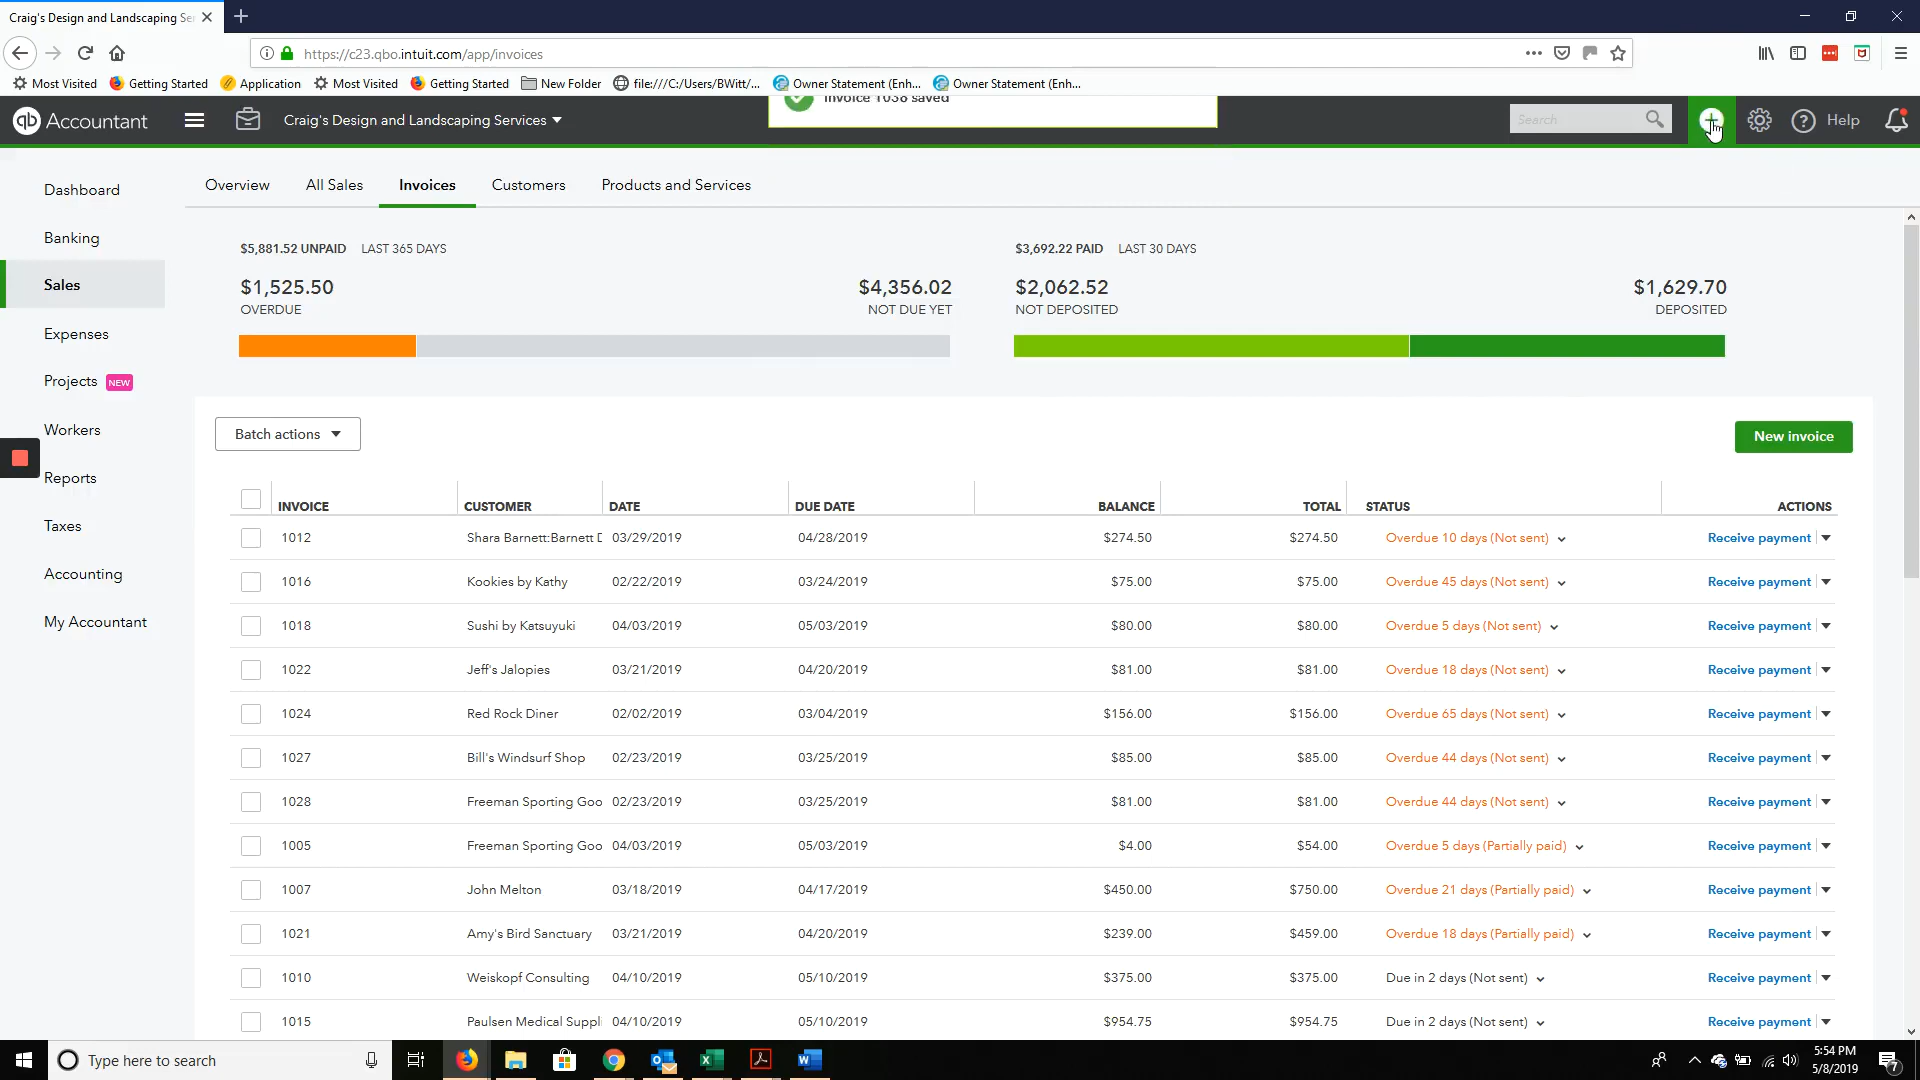 Craig's Design and Landscaping Se
https://c23.qbo.intuit.com/app/invoices
Most Visited Getting Started Application Most Visited Getting Started New Folder file:///C:/Users/BWitt/... Owner Statement (Enh... Owner Statement (Enh...
Invoice 1038 saved
qb Accountant Craig's Design and Landscaping Services Search Help
Dashboard
Banking
Sales
Expenses
Projects NEW
Workers
Reports
Taxes
Accounting
My Accountant
Overview All Sales Invoices Customers Products and Services
$5,881.52 UNPAID LAST 365 DAYS
$1,525.50 $4,356.02
OVERDUE NOT DUE YET
$3,692.22 PAID LAST 30 DAYS
$2,062.52 $1,629.70
NOT DEPOSITED DEPOSITED
Batch actions New invoice
INVOICE CUSTOMER DATE DUE DATE BALANCE TOTAL STATUS ACTIONS
1012 Shara Barnett:Barnett D 03/29/2019 04/28/2019 $274.50 $274.50 Overdue 10 days (Not sent) Receive payment
1016 Kookies by Kathy 02/22/2019 03/24/2019 $75.00 $75.00 Overdue 45 days (Not sent) Receive payment
1018 Sushi by Katsuyuki 04/03/2019 05/03/2019 $80.00 $80.00 Overdue 5 days (Not sent) Receive payment
1022 Jeff's Jalopies 03/21/2019 04/20/2019 $81.00 $81.00 Overdue 18 days (Not sent) Receive payment
1024 Red Rock Diner 02/02/2019 03/04/2019 $156.00 $156.00 Overdue 65 days (Not sent) Receive payment
1027 Bill's Windsurf Shop 02/23/2019 03/25/2019 $85.00 $85.00 Overdue 44 days (Not sent) Receive payment
1028 Freeman Sporting Goo 02/23/2019 03/25/2019 $81.00 $81.00 Overdue 44 days (Not sent) Receive payment
1005 Freeman Sporting Goo 04/03/2019 05/03/2019 $4.00 $54.00 Overdue 5 days (Partially paid) Receive payment
1007 John Melton 03/18/2019 04/17/2019 $450.00 $750.00 Overdue 21 days (Partially paid) Receive payment
1021 Amy's Bird Sanctuary 03/21/2019 04/20/2019 $239.00 $459.00 Overdue 18 days (Partially paid) Receive payment
1010 Weiskopf Consulting 04/10/2019 05/10/2019 $375.00 $375.00 Due in 2 days (Not sent) Receive payment
1015 Paulsen Medical Suppl 04/10/2019 05/10/2019 $954.75 $954.75 Due in 2 days (Not sent) Receive payment
Type here to search
5:54 PM
5/8/2019
7